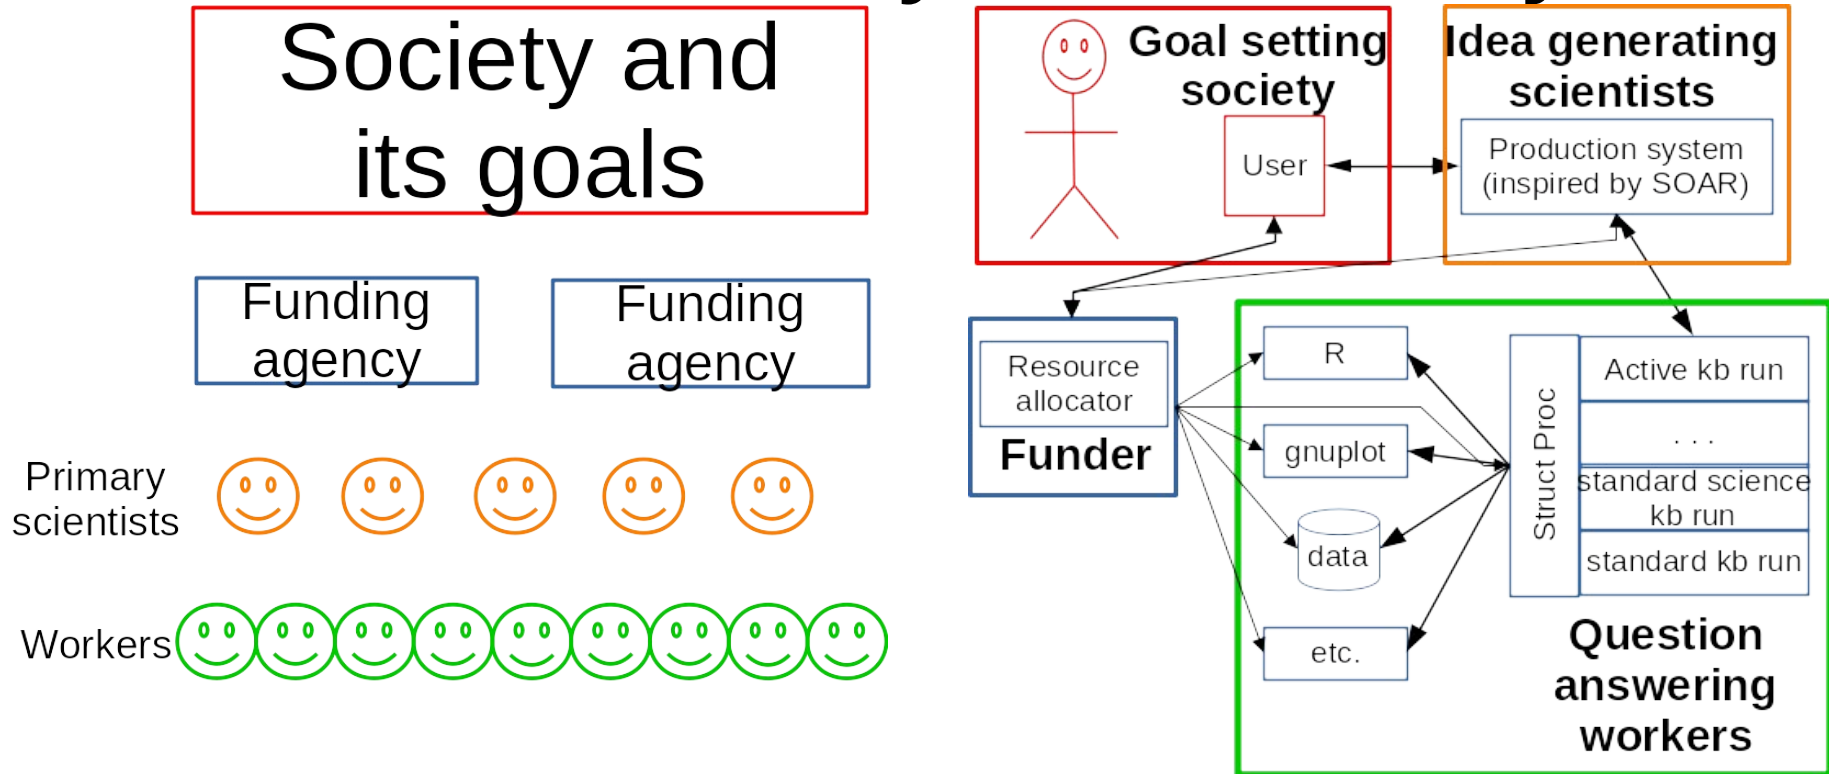 Society and
its goals
Funding
agency
Funding
agency
Primary
scientists
Workers
Goal setting
society
User
Idea generating
scientists
Production system
(inspired by SOAR)
Resource
allocator
Funder
R
gnuplot
data
etc.
Struct Proc
Active kb run
. . .
standard science
kb run
standard kb run
Question
answering
workers